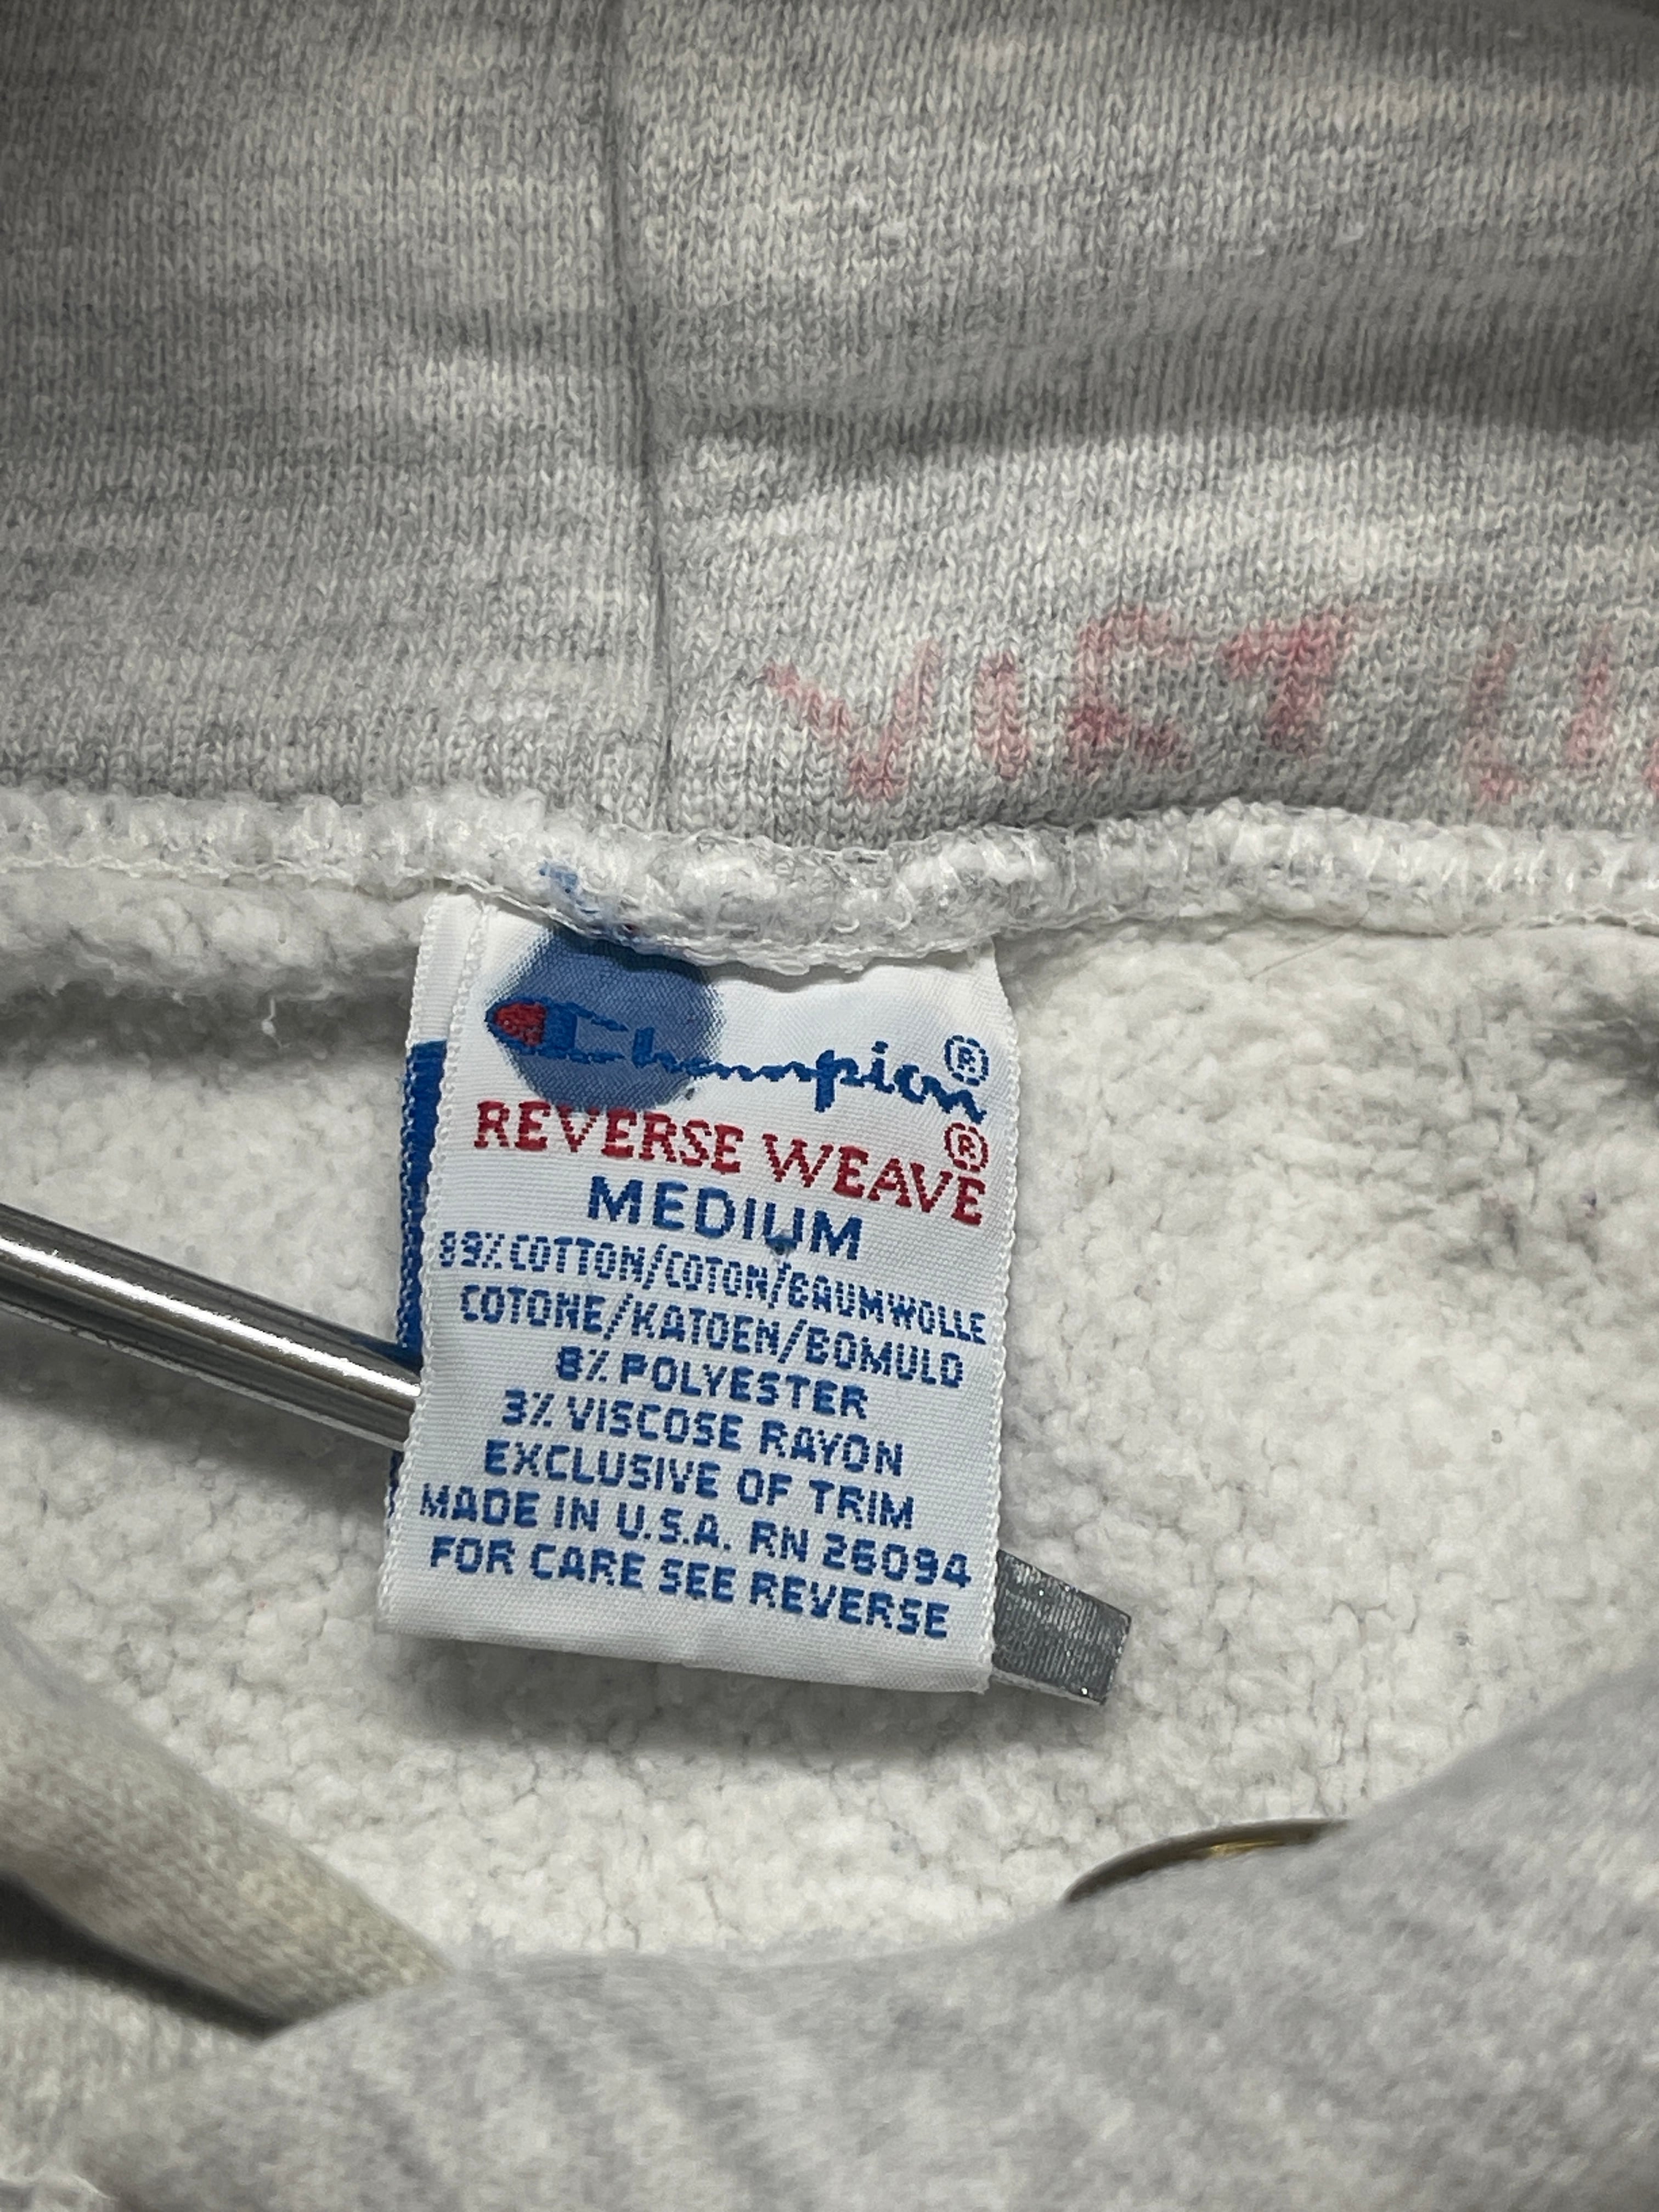 VIET
Champion®
REVERSE WEAVE®
MEDIUM
89% COTTON/COTON/BAUMWOLLE
COTONE/KATOEN/BOMULD
8% POLYESTER
3% VISCOSE RAYON
EXCLUSIVE OF TRIM
MADE IN U.S.A. RN 26094
FOR CARE SEE REVERSE